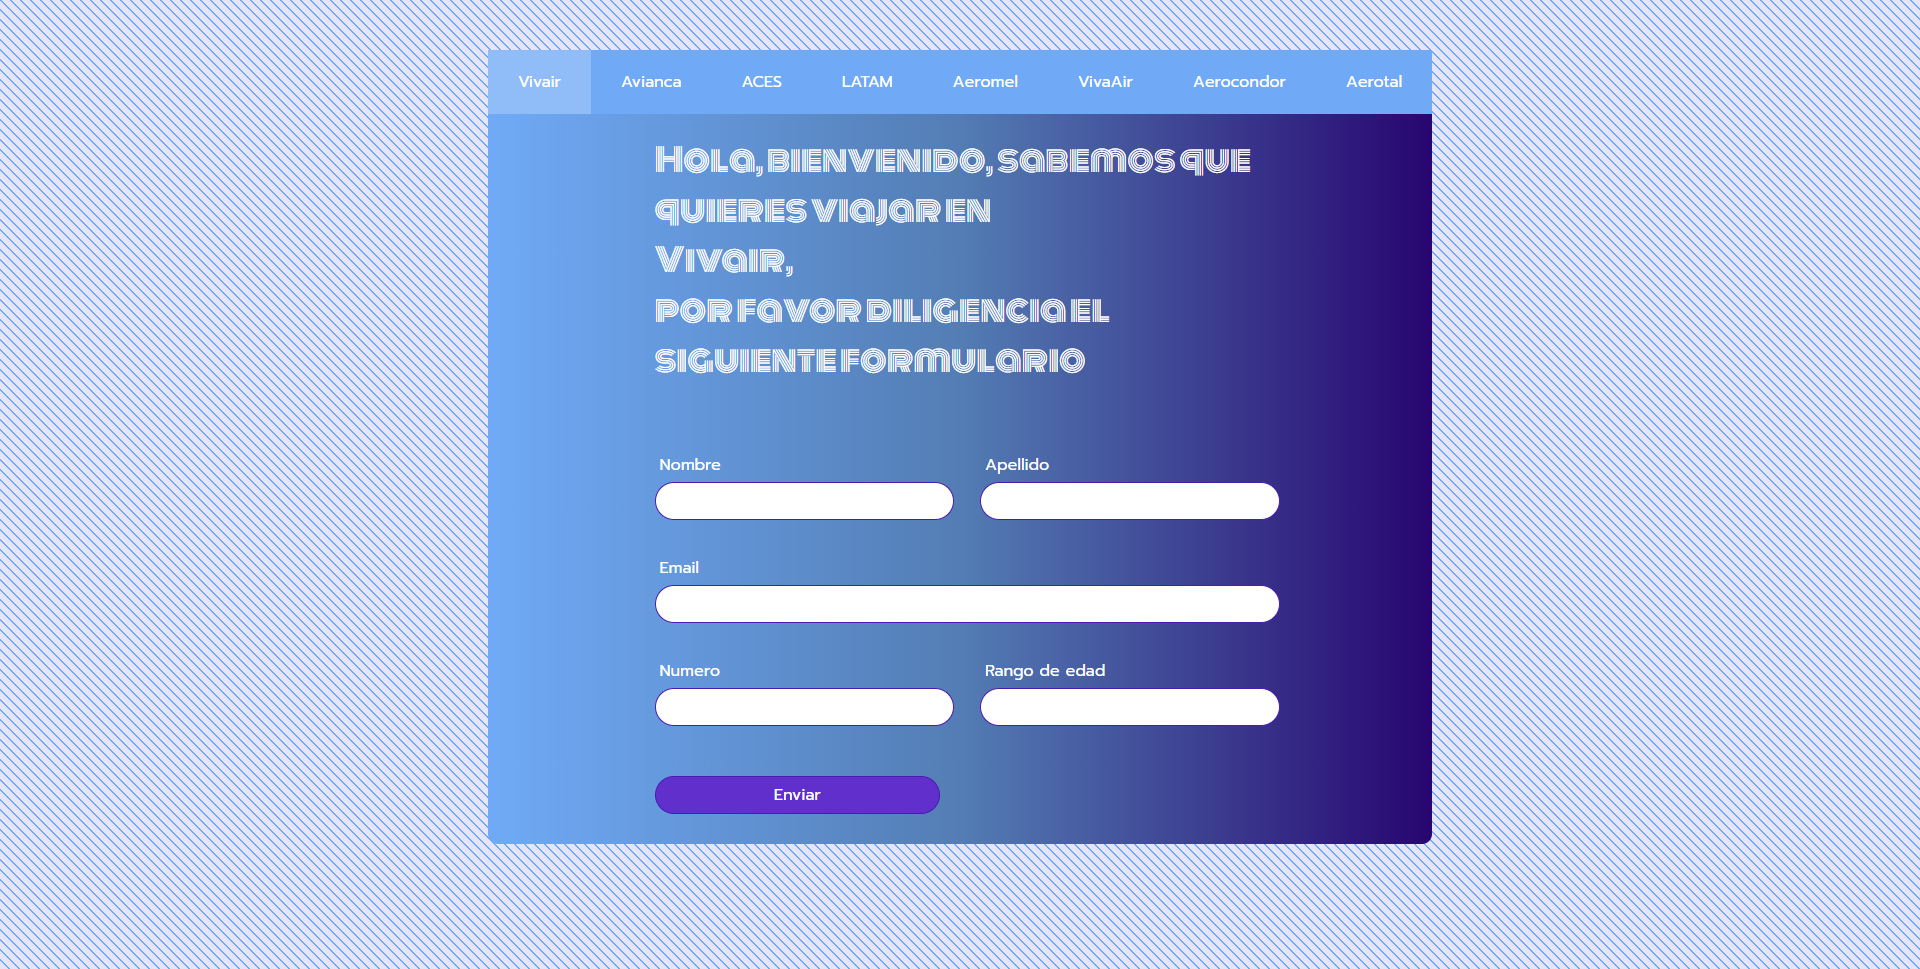 Vivair Avianca ACES LATAM Aeromel VivaAir Aerocondor Aerotal
Hola, bienvenido, sabemos que
quieres viajar en
Vivair,
por favor diligencia el
siguiente formulario
Nombre Apellido
Email
Numero Rango de edad
Enviar